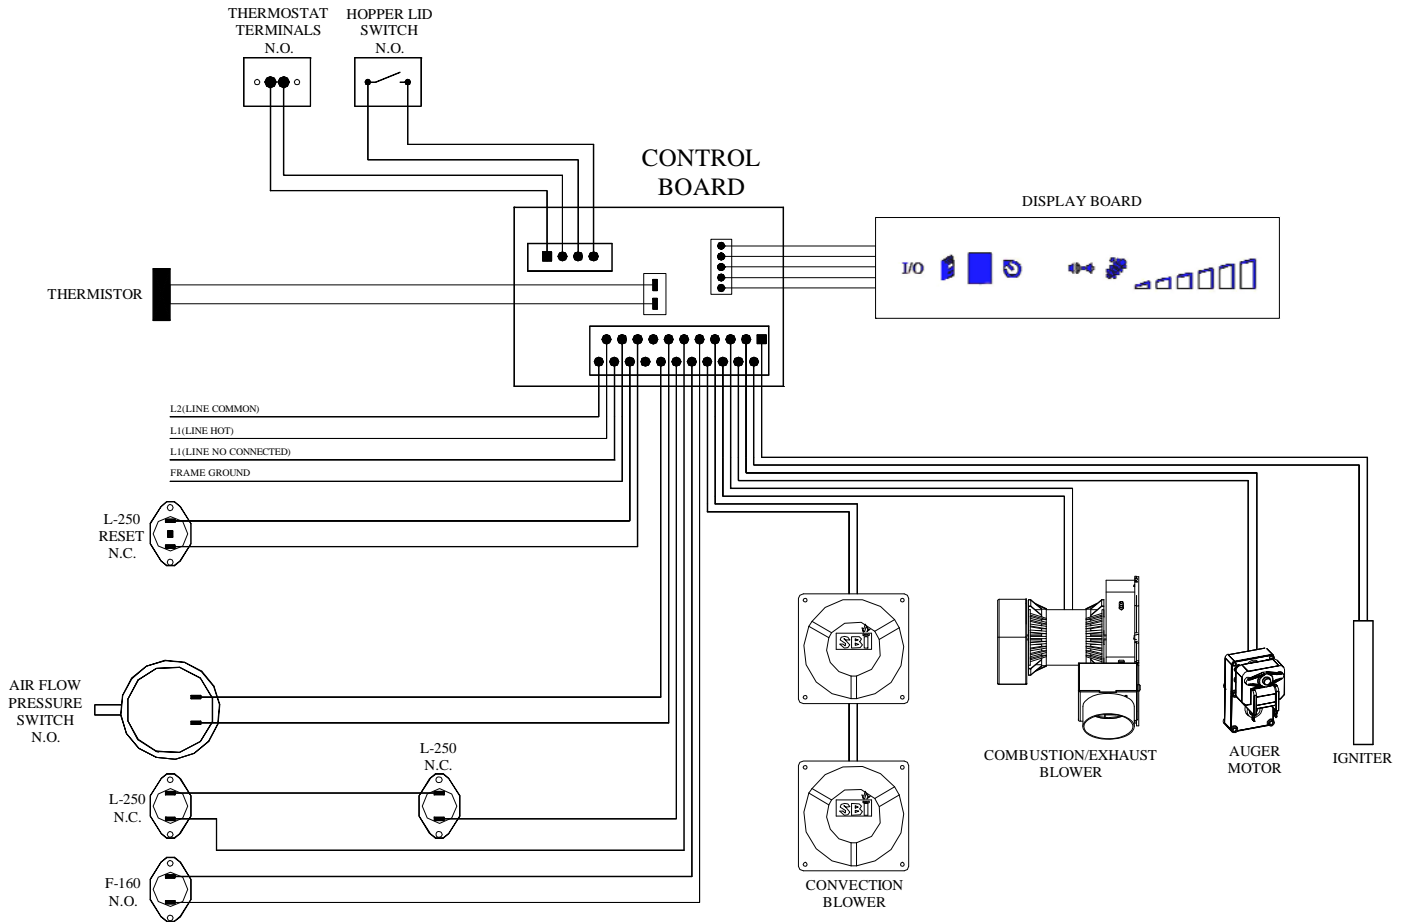 THERMOSTAT
TERMINALS
N.O.
HOPPER LID
SWITCH
N.O.
CONTROL
BOARD
DISPLAY BOARD
I/O
THERMISTOR
L2(LINE COMMON)
L1(LINE HOT)
L1(LINE NO CONNECTED)
FRAME GROUND
L-250
RESET
N.C.
AIR FLOW
PRESSURE
SWITCH
N.O.
L-250
N.C.
L-250
N.C.
F-160
N.O.
SBI
SBI
CONVECTION
BLOWER
COMBUSTION/EXHAUST
BLOWER
AUGER
MOTOR
IGNITER